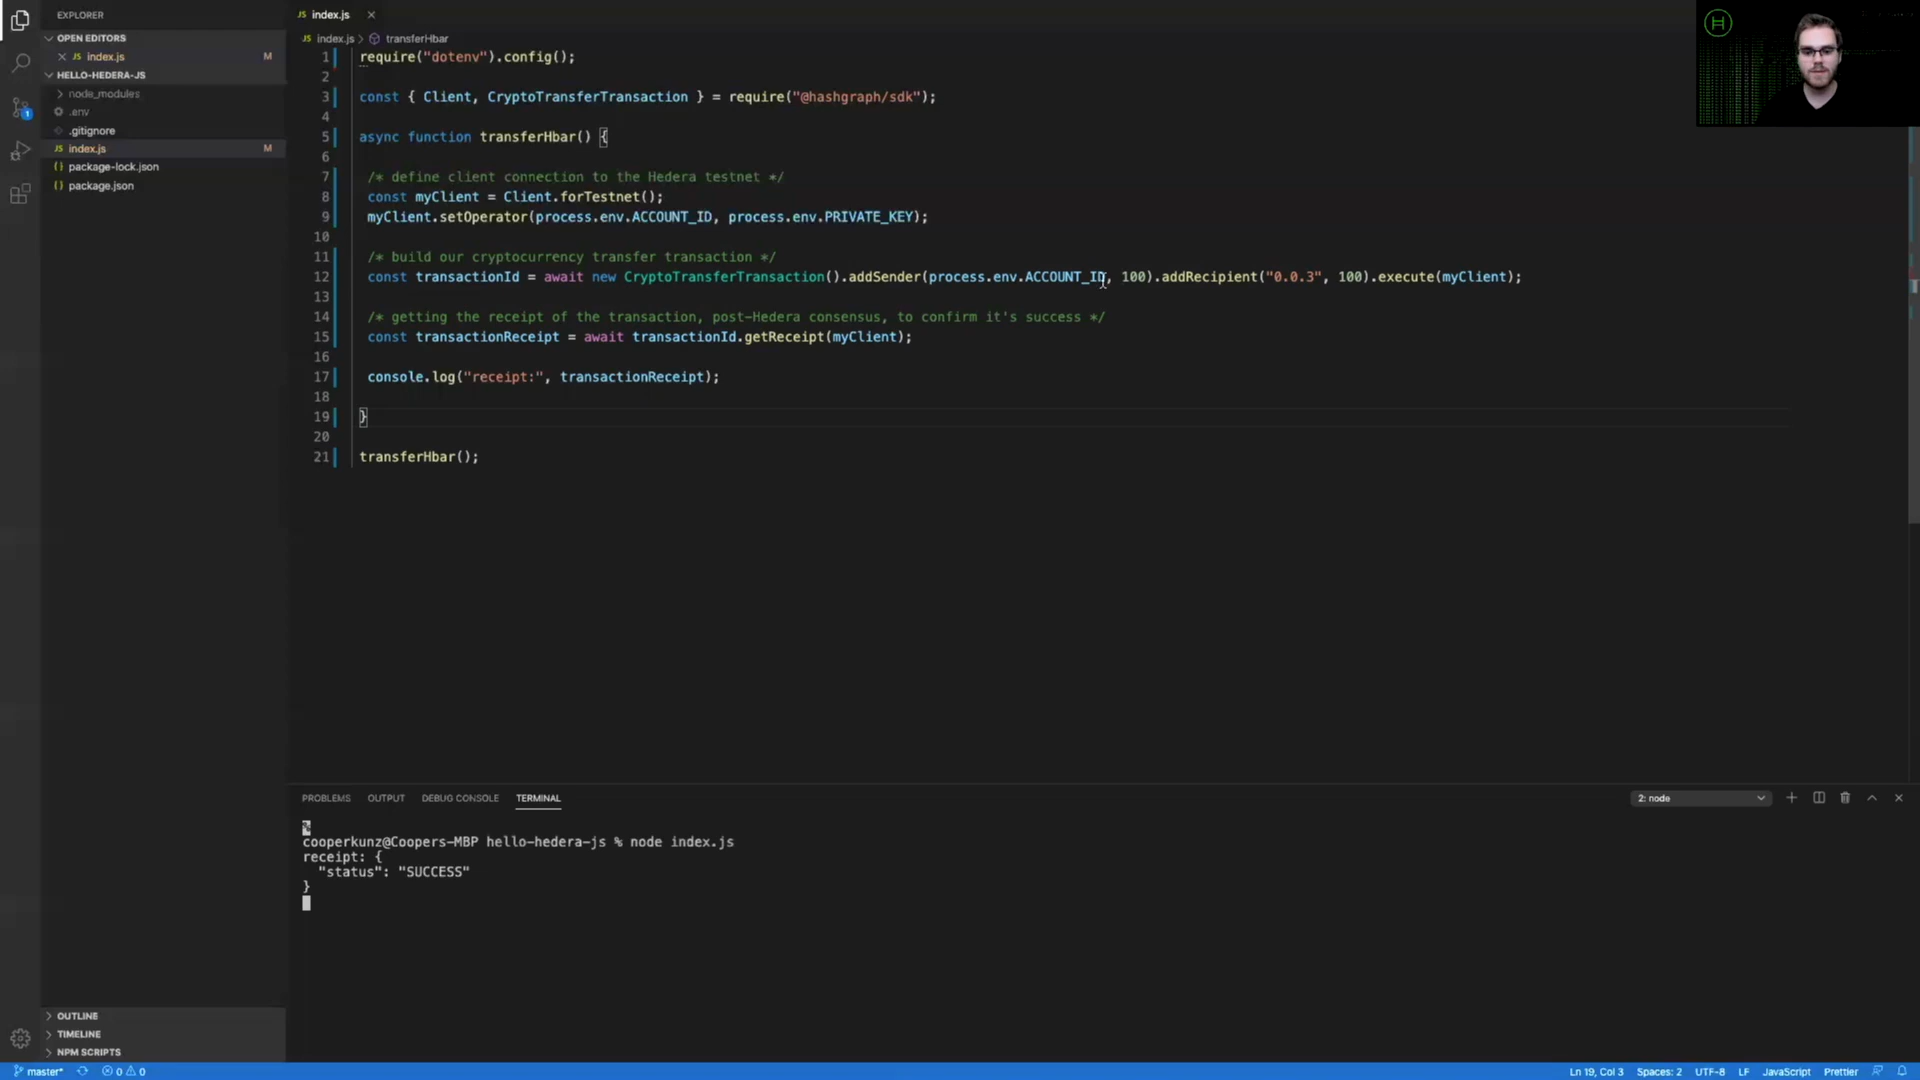 EXPLORER
OPEN EDITORS
JS index.js M
HELLO-HEDERA-JS
node_modules
.env
.gitignore
JS index.js M
{} package-lock.json
{} package.json
OUTLINE
TIMELINE
NPM SCRIPTS
JS index.js
JS index.js > transferHbar
1 require("dotenv").config();
2
3 const { Client, CryptoTransferTransaction } = require("@hashgraph/sdk");
4
5 async function transferHbar() {
6
7 /* define client connection to the Hedera testnet */
8 const myClient = Client.forTestnet();
9 myClient.setOperator(process.env.ACCOUNT_ID, process.env.PRIVATE_KEY);
10
11 /* build our cryptocurrency transfer transaction */
12 const transactionId = await new CryptoTransferTransaction().addSender(process.env.ACCOUNT_ID, 100).addRecipient("0.0.3", 100).execute(myClient);
13
14 /* getting the receipt of the transaction, post-Hedera consensus, to confirm it's success */
15 const transactionReceipt = await transactionId.getReceipt(myClient);
16
17 console.log("receipt:", transactionReceipt);
18
19 }
20
21 transferHbar();
PROBLEMS OUTPUT DEBUG CONSOLE TERMINAL 2: node
%
cooperkunz@Coopers-MBP hello-hedera-js % node index.js
receipt: {
"status": "SUCCESS"
}
master* 0 0 Ln 19, Col 3 Spaces: 2 UTF-8 LF JavaScript Prettier